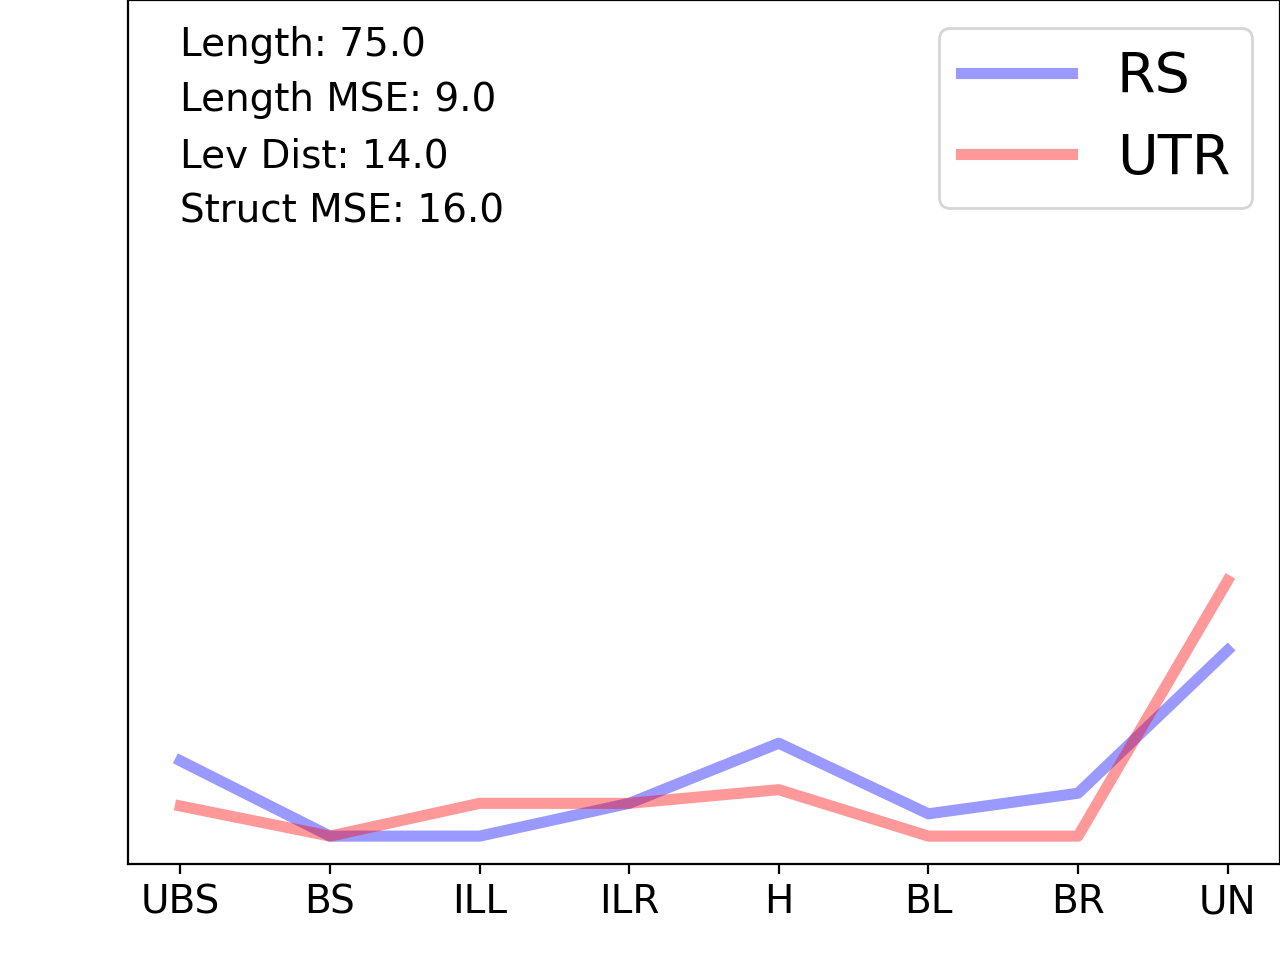 Length: 75.0
Length MSE: 9.0
Lev Dist: 14.0
Struct MSE: 16.0
RS
UTR
UBS BS ILL ILR H BL BR UN